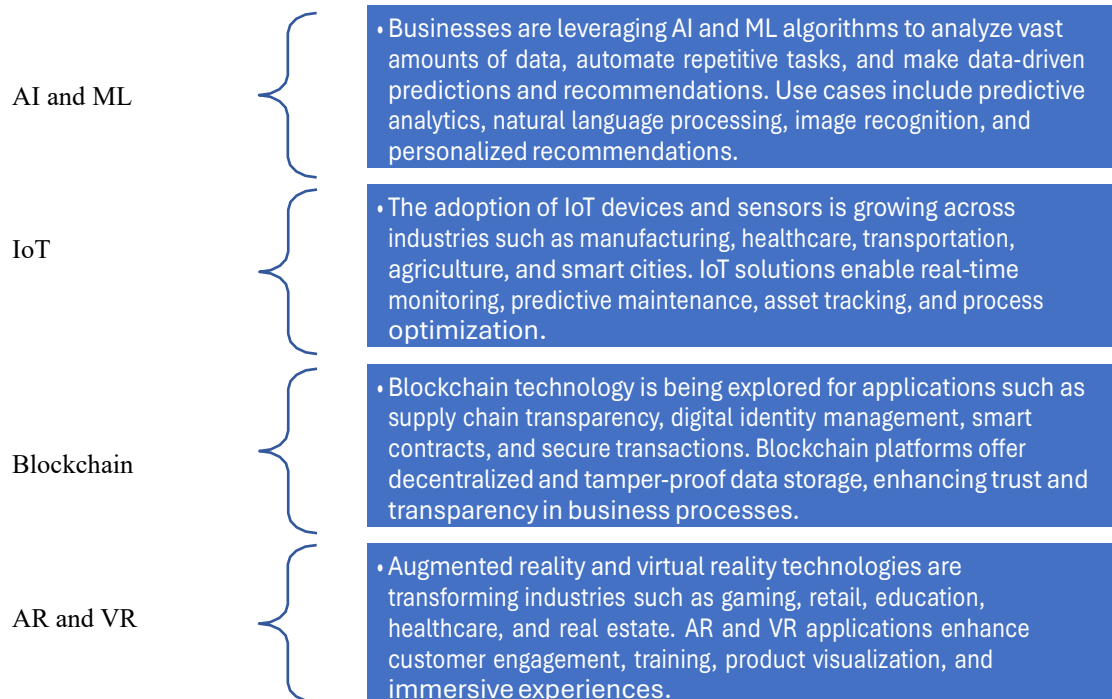 AI and ML
• Businesses are leveraging AI and ML algorithms to analyze vast
amounts of data, automate repetitive tasks, and make data-driven
predictions and recommendations. Use cases include predictive
analytics, natural language processing, image recognition, and
personalized recommendations.
IoT
• The adoption of IoT devices and sensors is growing across
industries such as manufacturing, healthcare, transportation,
agriculture, and smart cities. IoT solutions enable real-time
monitoring, predictive maintenance, asset tracking, and process
optimization.
Blockchain
• Blockchain technology is being explored for applications such as
supply chain transparency, digital identity management, smart
contracts, and secure transactions. Blockchain platforms offer
decentralized and tamper-proof data storage, enhancing trust and
transparency in business processes.
AR and VR
• Augmented reality and virtual reality technologies are
transforming industries such as gaming, retail, education,
healthcare, and real estate. AR and VR applications enhance
customer engagement, training, product visualization, and
immersive experiences.